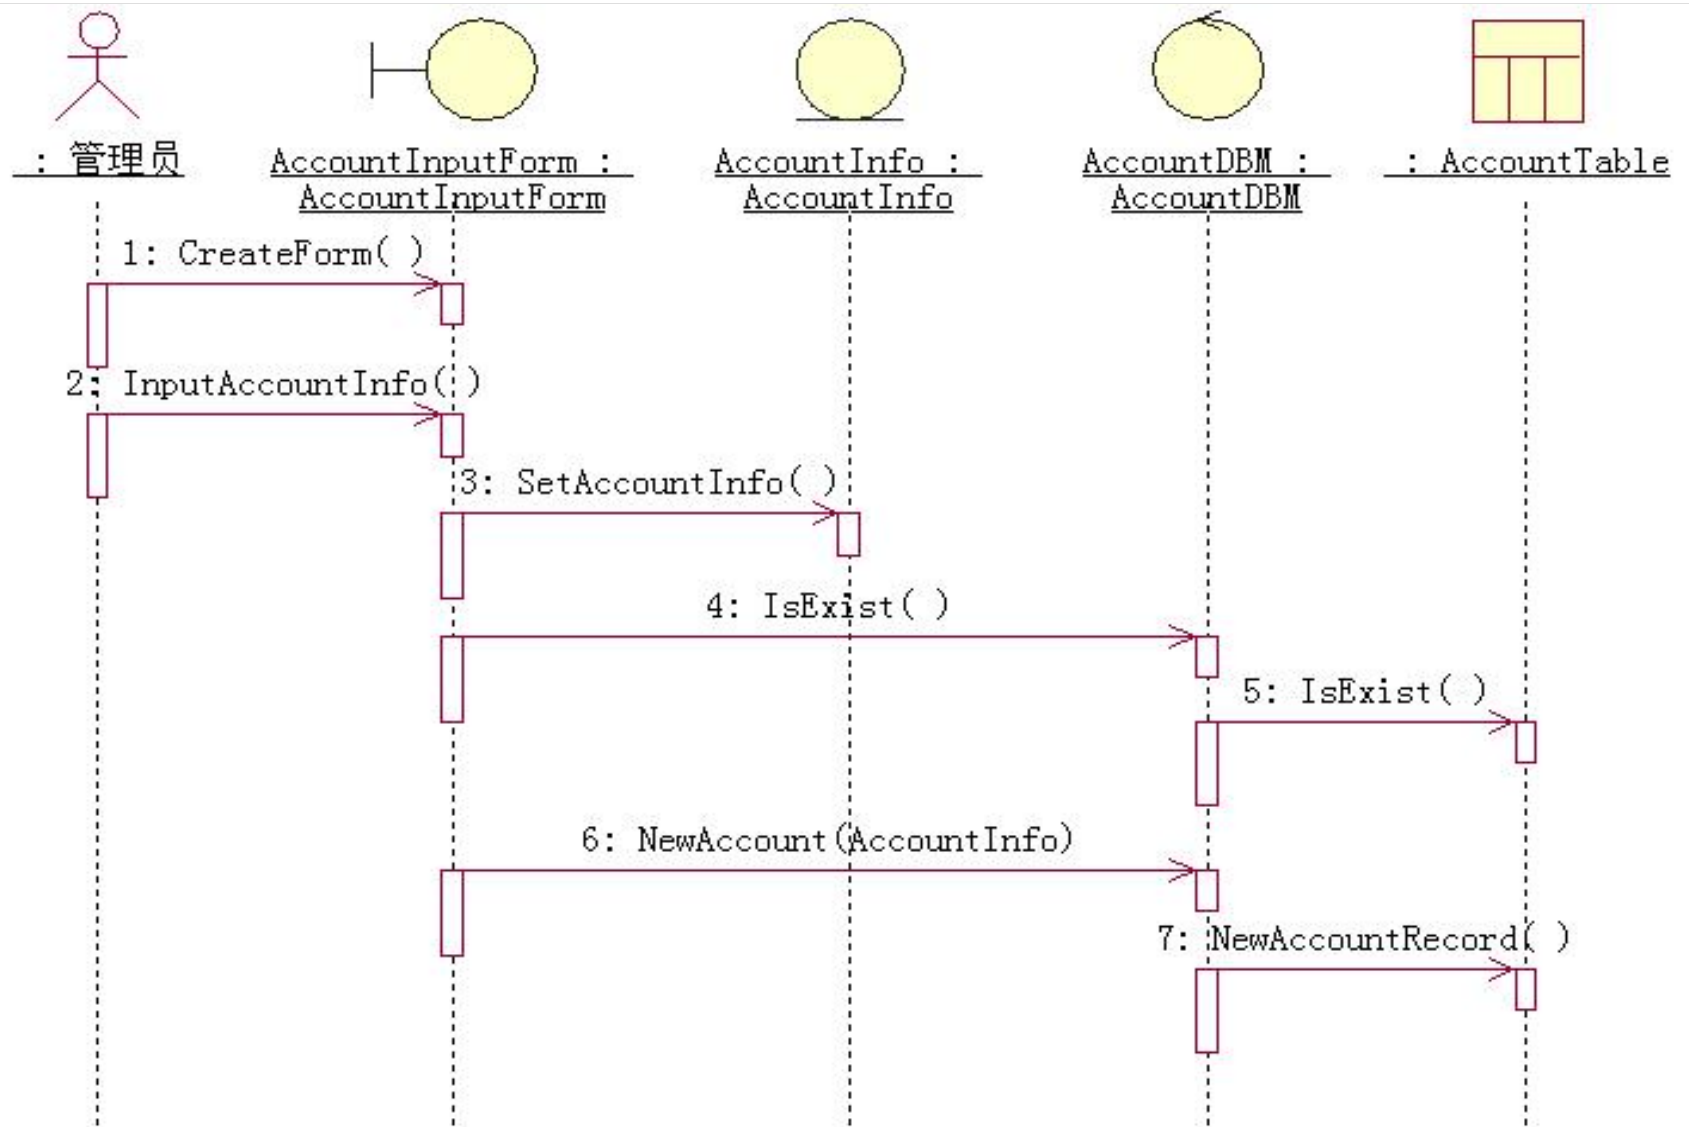 : 管理员
AccountInputForm :
AccountInputForm
AccountInfo :
AccountInfo
AccountDBM :
AccountDBM
: AccountTable
1: CreateForm( )
2: InputAccountInfo( )
3: SetAccountInfo( )
4: IsExist( )
5: IsExist( )
6: NewAccount(AccountInfo)
7: NewAccountRecord( )